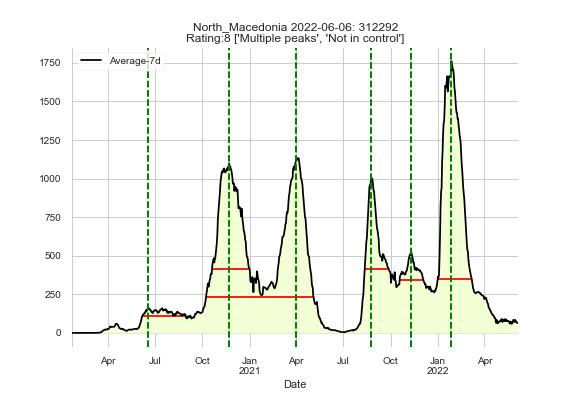 North_Macedonia 2022-06-06: 312292
Rating:8 ['Multiple peaks', 'Not in control']
Average-7d
1750
1500
1250
1000
750
500
250
0
Apr Jul Oct Jan Apr Jul Oct Jan Apr
2021 2022
Date